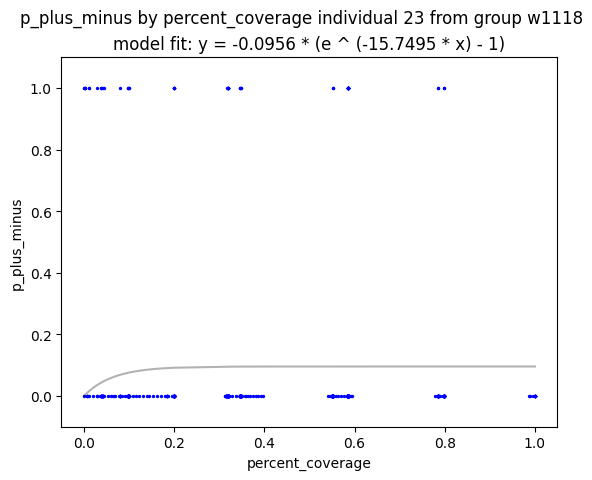 p_plus_minus by percent_coverage individual 23 from group w1118
model fit: y = -0.0956 * (e ^ (-15.7495 * x) - 1)
1.0
0.8
0.6
0.4
0.2
0.0
p_plus_minus
0.0 0.2 0.4 0.6 0.8 1.0
percent_coverage